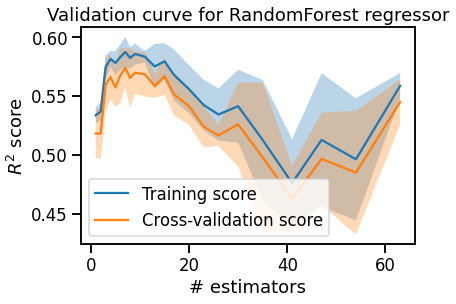 Validation curve for RandomForest regressor
0.60
0.55
0.50
0.45
R² score
Training score
Cross-validation score
0
20
40
60
# estimators